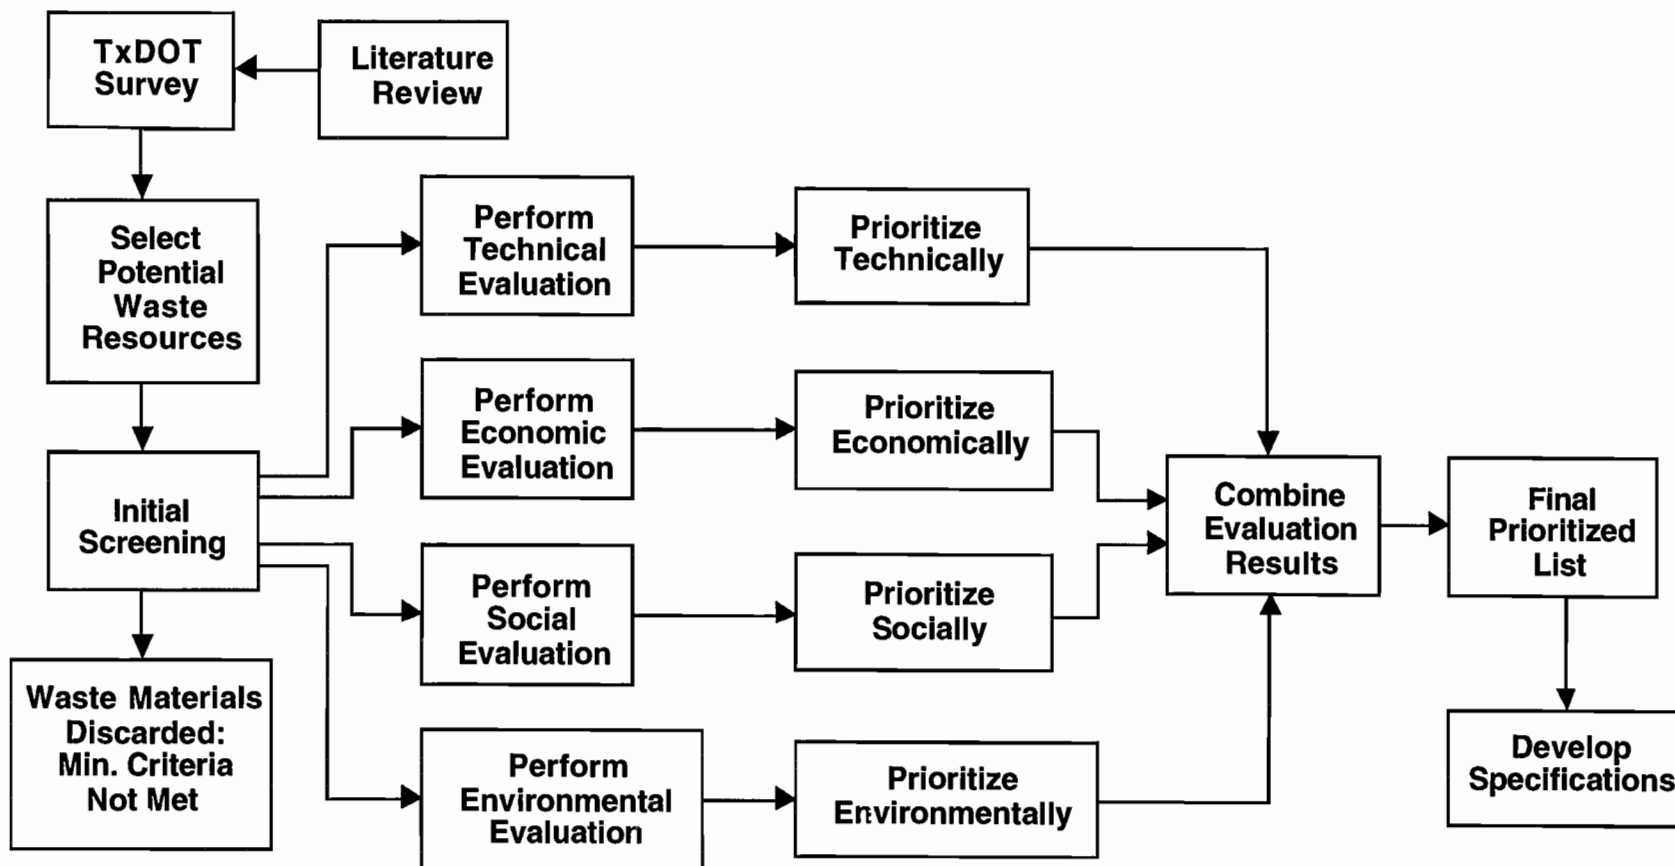 TxDOT
Survey
Literature
Review
Select
Potential
Waste
Resources
Initial
Screening
Waste Materials
Discarded:
Min. Criteria
Not Met
Perform
Technical
Evaluation
Prioritize
Technically
Perform
Economic
Evaluation
Prioritize
Economically
Perform
Social
Evaluation
Prioritize
Socially
Perform
Environmental
Evaluation
Prioritize
Environmentally
Combine
Evaluation
Results
Final
Prioritized
List
Develop
Specifications